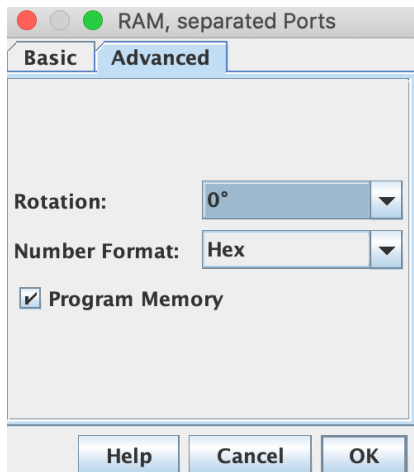 RAM, separated Ports
Basic Advanced
Rotation: 0°
Number Format: Hex
Program Memory
Help Cancel OK